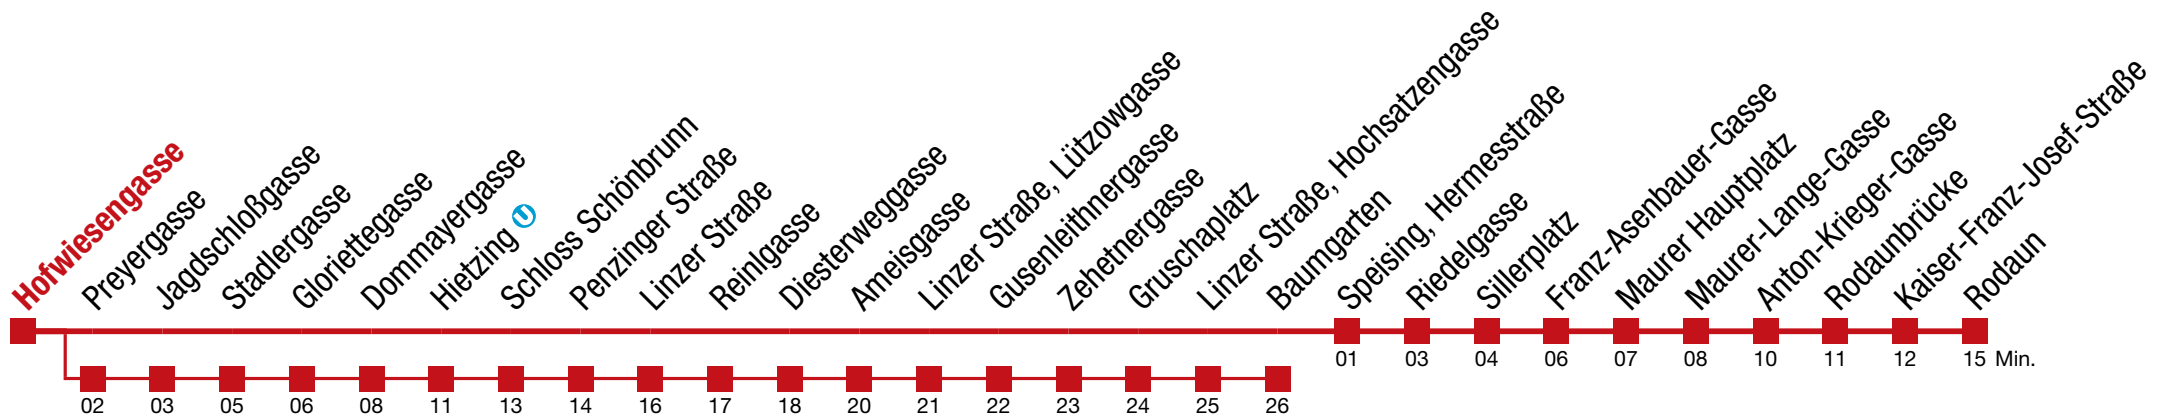 Hofwiesengasse
Preyergasse
Jagdschloßgasse
Stadlergasse
Gloriettegasse
Dommayergasse
Hietzing U
Schloss Schönbrunn
Penzinger Straße
Linzer Straße
Reinlgasse
Diesterweggasse
Ameisgasse
Linzer Straße, Lützowgasse
Gusenleithnergasse
Zehetnergasse
Gruschaplatz
Linzer Straße, Hochsatzengasse
Baumgarten
Speising, Hermesstraße
Riedelgasse
Sillerplatz
Franz-Asenbauer-Gasse
Maurer Hauptplatz
Maurer-Lange-Gasse
Anton-Krieger-Gasse
Rodaunbrücke
Kaiser-Franz-Josef-Straße
Rodaun
01 03 04 06 07 08 10 11 12 15 Min.
02 03 05 06 08 11 13 14 16 17 18 20 21 22 23 24 25 26